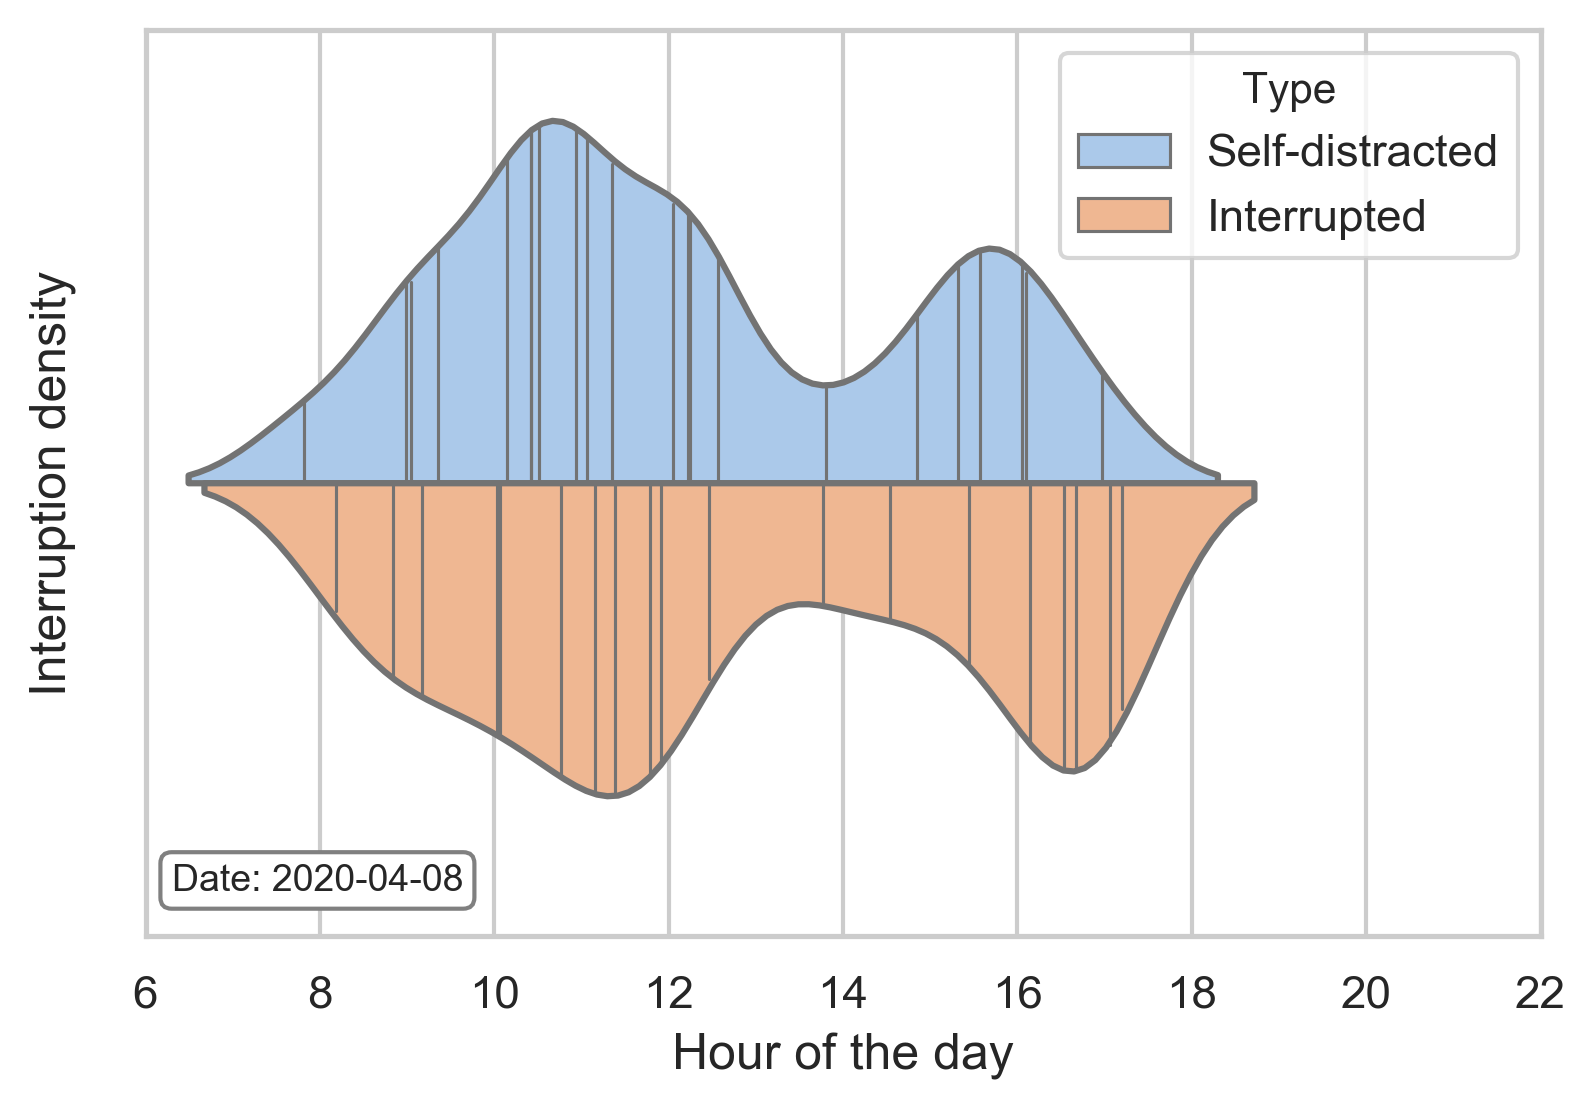 Type
Self-distracted
Interrupted
Interruption density
Date: 2020-04-08
6 8 10 12 14 16 18 20 22
Hour of the day